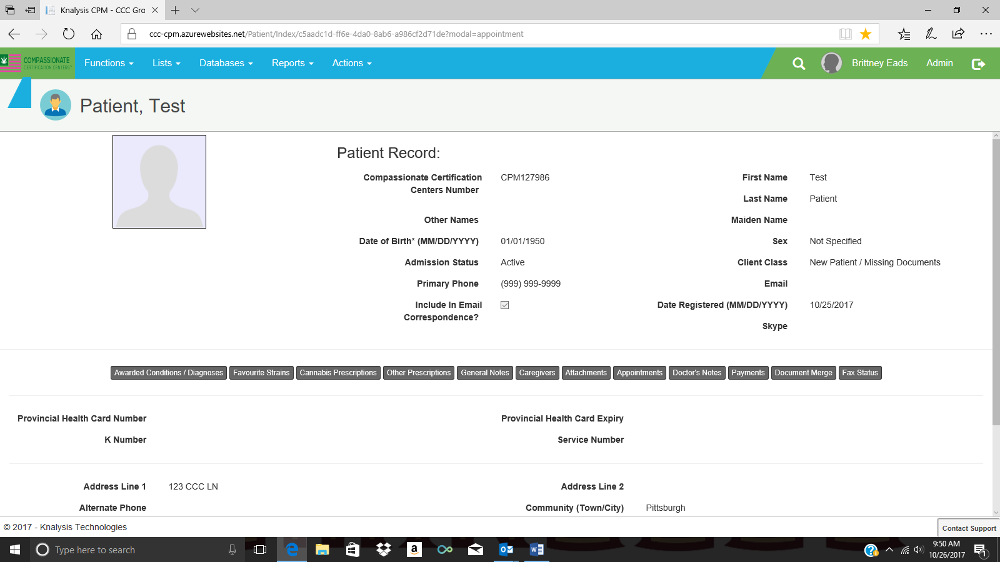 Knalysis CPM - CCC Gro
ccc-cpm.azurewebsites.net/Patient/Index/c5aadc1d-ff6e-4da0-8ab6-a986cf2d71de?modal=appointment
COMPASSIONATE
CERTIFICATION CENTERS
Functions Lists Databases Reports Actions Brittney Eads Admin
Patient, Test
Patient Record:
Compassionate Certification Centers Number CPM127986
First Name Test
Last Name Patient
Other Names
Maiden Name
Date of Birth* (MM/DD/YYYY) 01/01/1950
Sex Not Specified
Admission Status Active
Client Class New Patient / Missing Documents
Primary Phone (999) 999-9999
Email
Include In Email Correspondence?
Date Registered (MM/DD/YYYY) 10/25/2017
Skype
Awarded Conditions / Diagnoses Favourite Strains Cannabis Prescriptions Other Prescriptions General Notes Caregivers Attachments Appointments Doctor's Notes Payments Document Merge Fax Status
Provincial Health Card Number Provincial Health Card Expiry
K Number Service Number
Address Line 1 123 CCC LN Address Line 2
Alternate Phone Community (Town/City) Pittsburgh
© 2017 - Knalysis Technologies
Contact Support
Type here to search
9:50 AM
10/26/2017
1